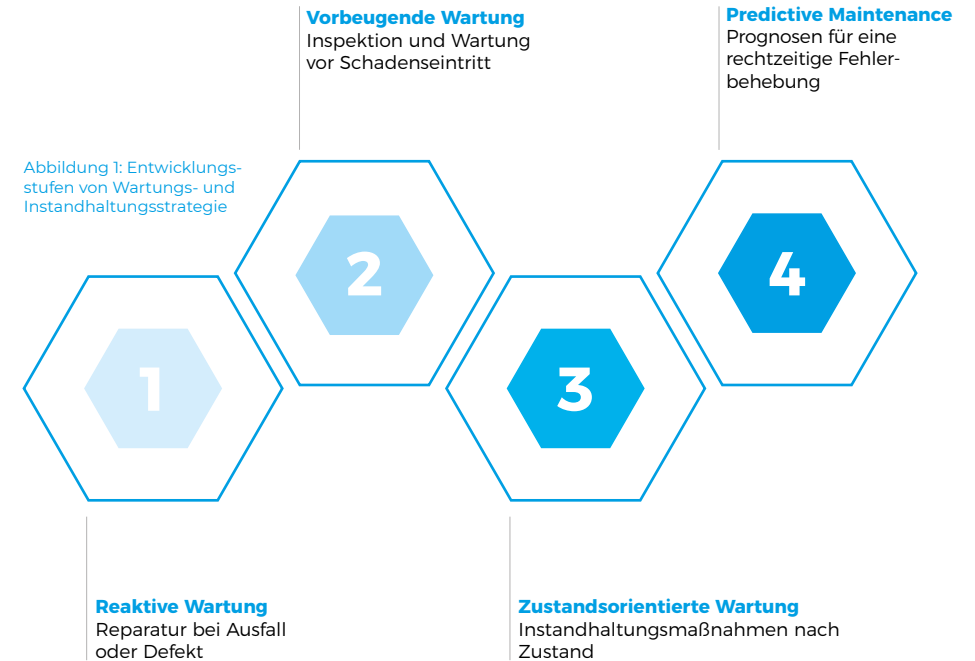 Vorbeugende Wartung
Inspektion und Wartung
vor Schadenseintritt
Predictive Maintenance
Prognosen für eine
rechtzeitige Fehler-
behebung
Abbildung 1: Entwicklungs-
stufen von Wartungs- und
Instandhaltungsstrategie
1
2
3
4
Reaktive Wartung
Reparatur bei Ausfall
oder Defekt
Zustandsorientierte Wartung
Instandhaltungsmaßnahmen nach
Zustand